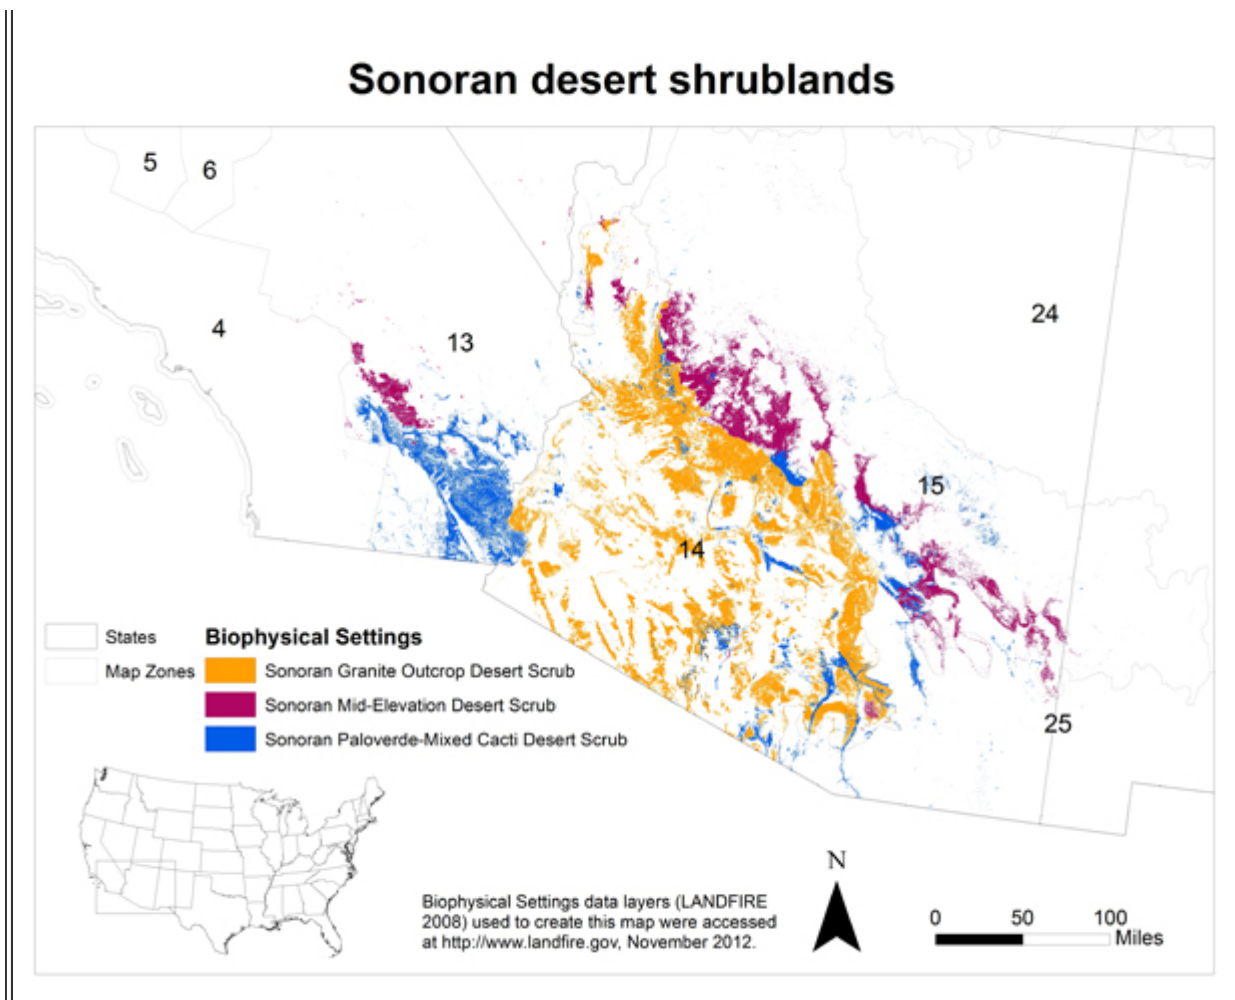 Sonoran desert shrublands
5
6
4
13
24
15
14
25
States
Map Zones
Biophysical Settings
Sonoran Granite Outcrop Desert Scrub
Sonoran Mid-Elevation Desert Scrub
Sonoran Paloverde-Mixed Cacti Desert Scrub
Biophysical Settings data layers (LANDFIRE
2008) used to create this map were accessed
at http://www.landfire.gov, November 2012.
N
0 50 100
Miles